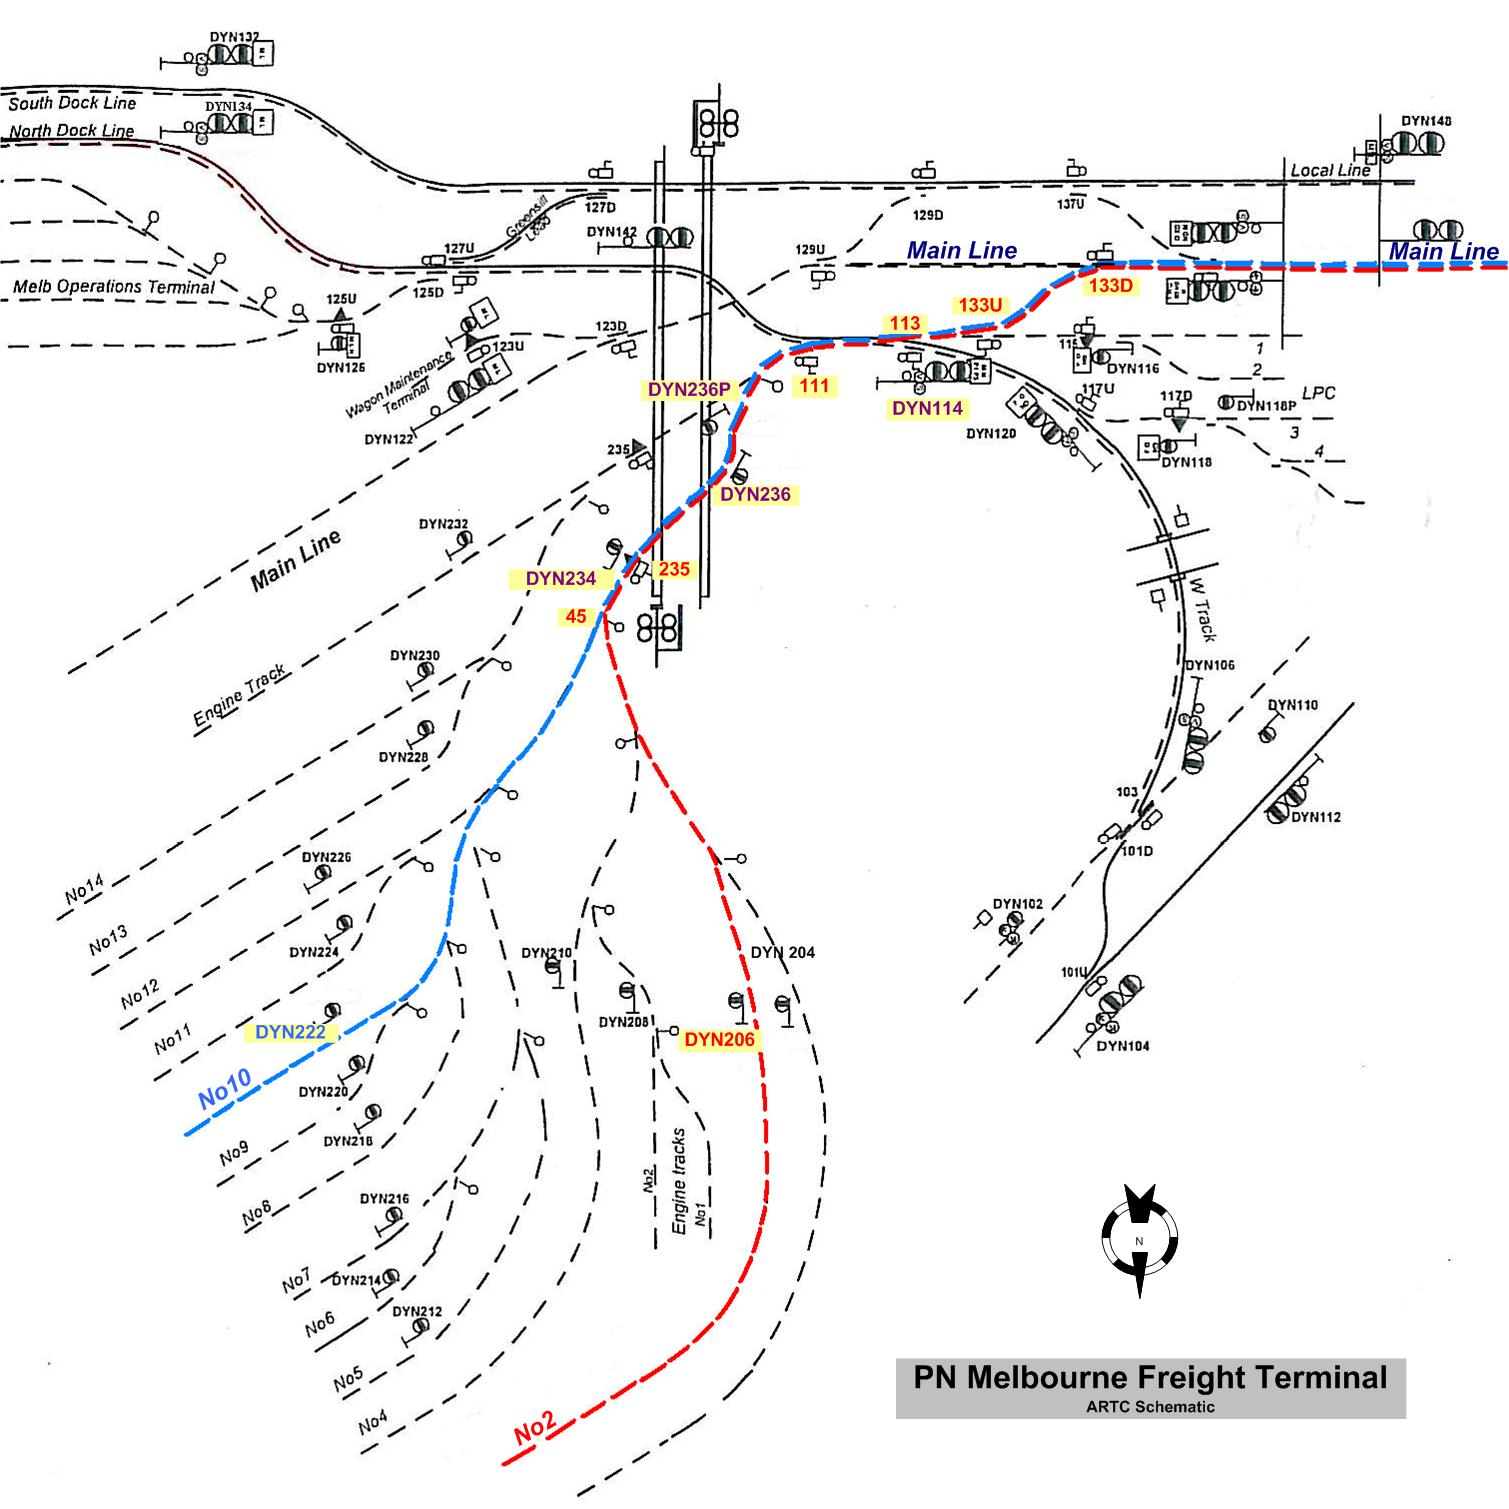 DYN132
South Dock Line
DYN134
North Dock Line
DYN148
Local Line
127D
Greensill
Loop
129D
137U
DYN142
127U
129U
Main Line
Main Line
Melb Operations Terminal
125U
125D
133D
133U
123D
113
DYN126
123U
Wagon Maintenance
Terminal
115
1
DYN116
2
DYN236P
111
117U
117D
LPC
DYN118P
DYN114
DYN122
DYN120
3
235
4
DYN118
DYN236
DYN232
Main Line
DYN234
235
45
W Track
DYN230
Engine Track
DYN106
DYN110
DYN228
103
DYN112
101D
DYN226
No14
DYN102
No13
DYN224
DYN210
DYN 204
101U
No12
DYN208
DYN222
No11
DYN206
DYN104
No10
DYN220
DYN218
No9
No2
Engine tracks
No1
DYN216
No8
N
No7
DYN214
DYN212
No6
No5
No4
No2
PN Melbourne Freight Terminal
ARTC Schematic